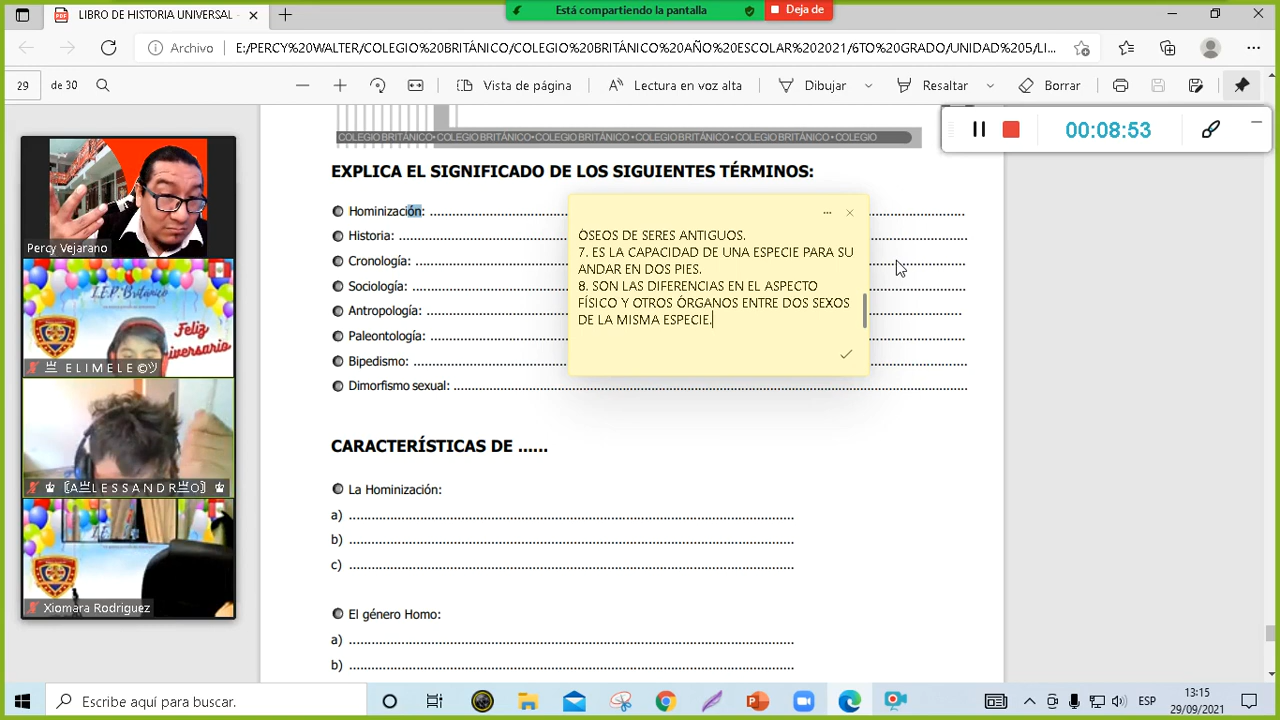 LIBRO DE HISTORIA UNIVERSAL -
Está compartiendo la pantalla
Deja de
Archivo
E:/PERCY%20WALTER/COLEGIO%20BRITÁNICO/COLEGIO%20BRITÁNICO%20AÑO%20ESCOLAR%202021/6TO%20GRADO/UNIDAD%205/LI...
29
de 30
Vista de página
Lectura en voz alta
Dibujar
Resaltar
Borrar
00:08:53
COLEGIO BRITÁNICO• COLEGIO BRITÁNICO• COLEGIO BRITÁNICO • COLEGIO BRITÁNICO • COLEGIO BRITÁNICO • COLEGIO
EXPLICA EL SIGNIFICADO DE LOS SIGUIENTES TÉRMINOS:
Hominización:
Historia:
Cronología:
Sociología:
Antropología:
Paleontología:
Bipedismo:
Dimorfismo sexual:
ÓSEOS DE SERES ANTIGUOS.
7. ES LA CAPACIDAD DE UNA ESPECIE PARA SU
ANDAR EN DOS PIES.
8. SON LAS DIFERENCIAS EN EL ASPECTO
FÍSICO Y OTROS ÓRGANOS ENTRE DOS SEXOS
DE LA MISMA ESPECIE.
CARACTERÍSTICAS DE ......
La Hominización:
a)
b)
c)
El género Homo:
a)
b)
Percy Vejarano
I.E.P. Británico
Feliz
E L I M E L E
Xiomara Rodriguez
Escribe aquí para buscar.
ESP
13:15
29/09/2021